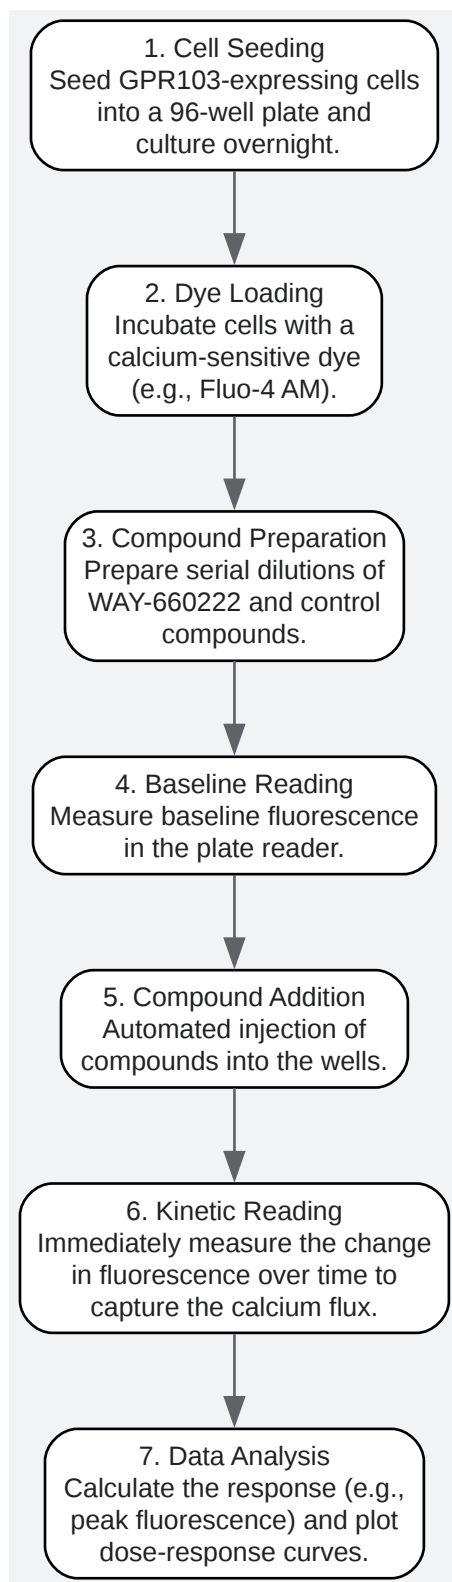 1. Cell Seeding
Seed GPR103-expressing cells
into a 96-well plate and
culture overnight.
2. Dye Loading
Incubate cells with a
calcium-sensitive dye
(e.g., Fluo-4 AM).
3. Compound Preparation
Prepare serial dilutions of
WAY-660222 and control
compounds.
4. Baseline Reading
Measure baseline fluorescence
in the plate reader.
5. Compound Addition
Automated injection of
compounds into the wells.
6. Kinetic Reading
Immediately measure the change
in fluorescence over time to
capture the calcium flux.
7. Data Analysis
Calculate the response (e.g.,
peak fluorescence) and plot
dose-response curves.